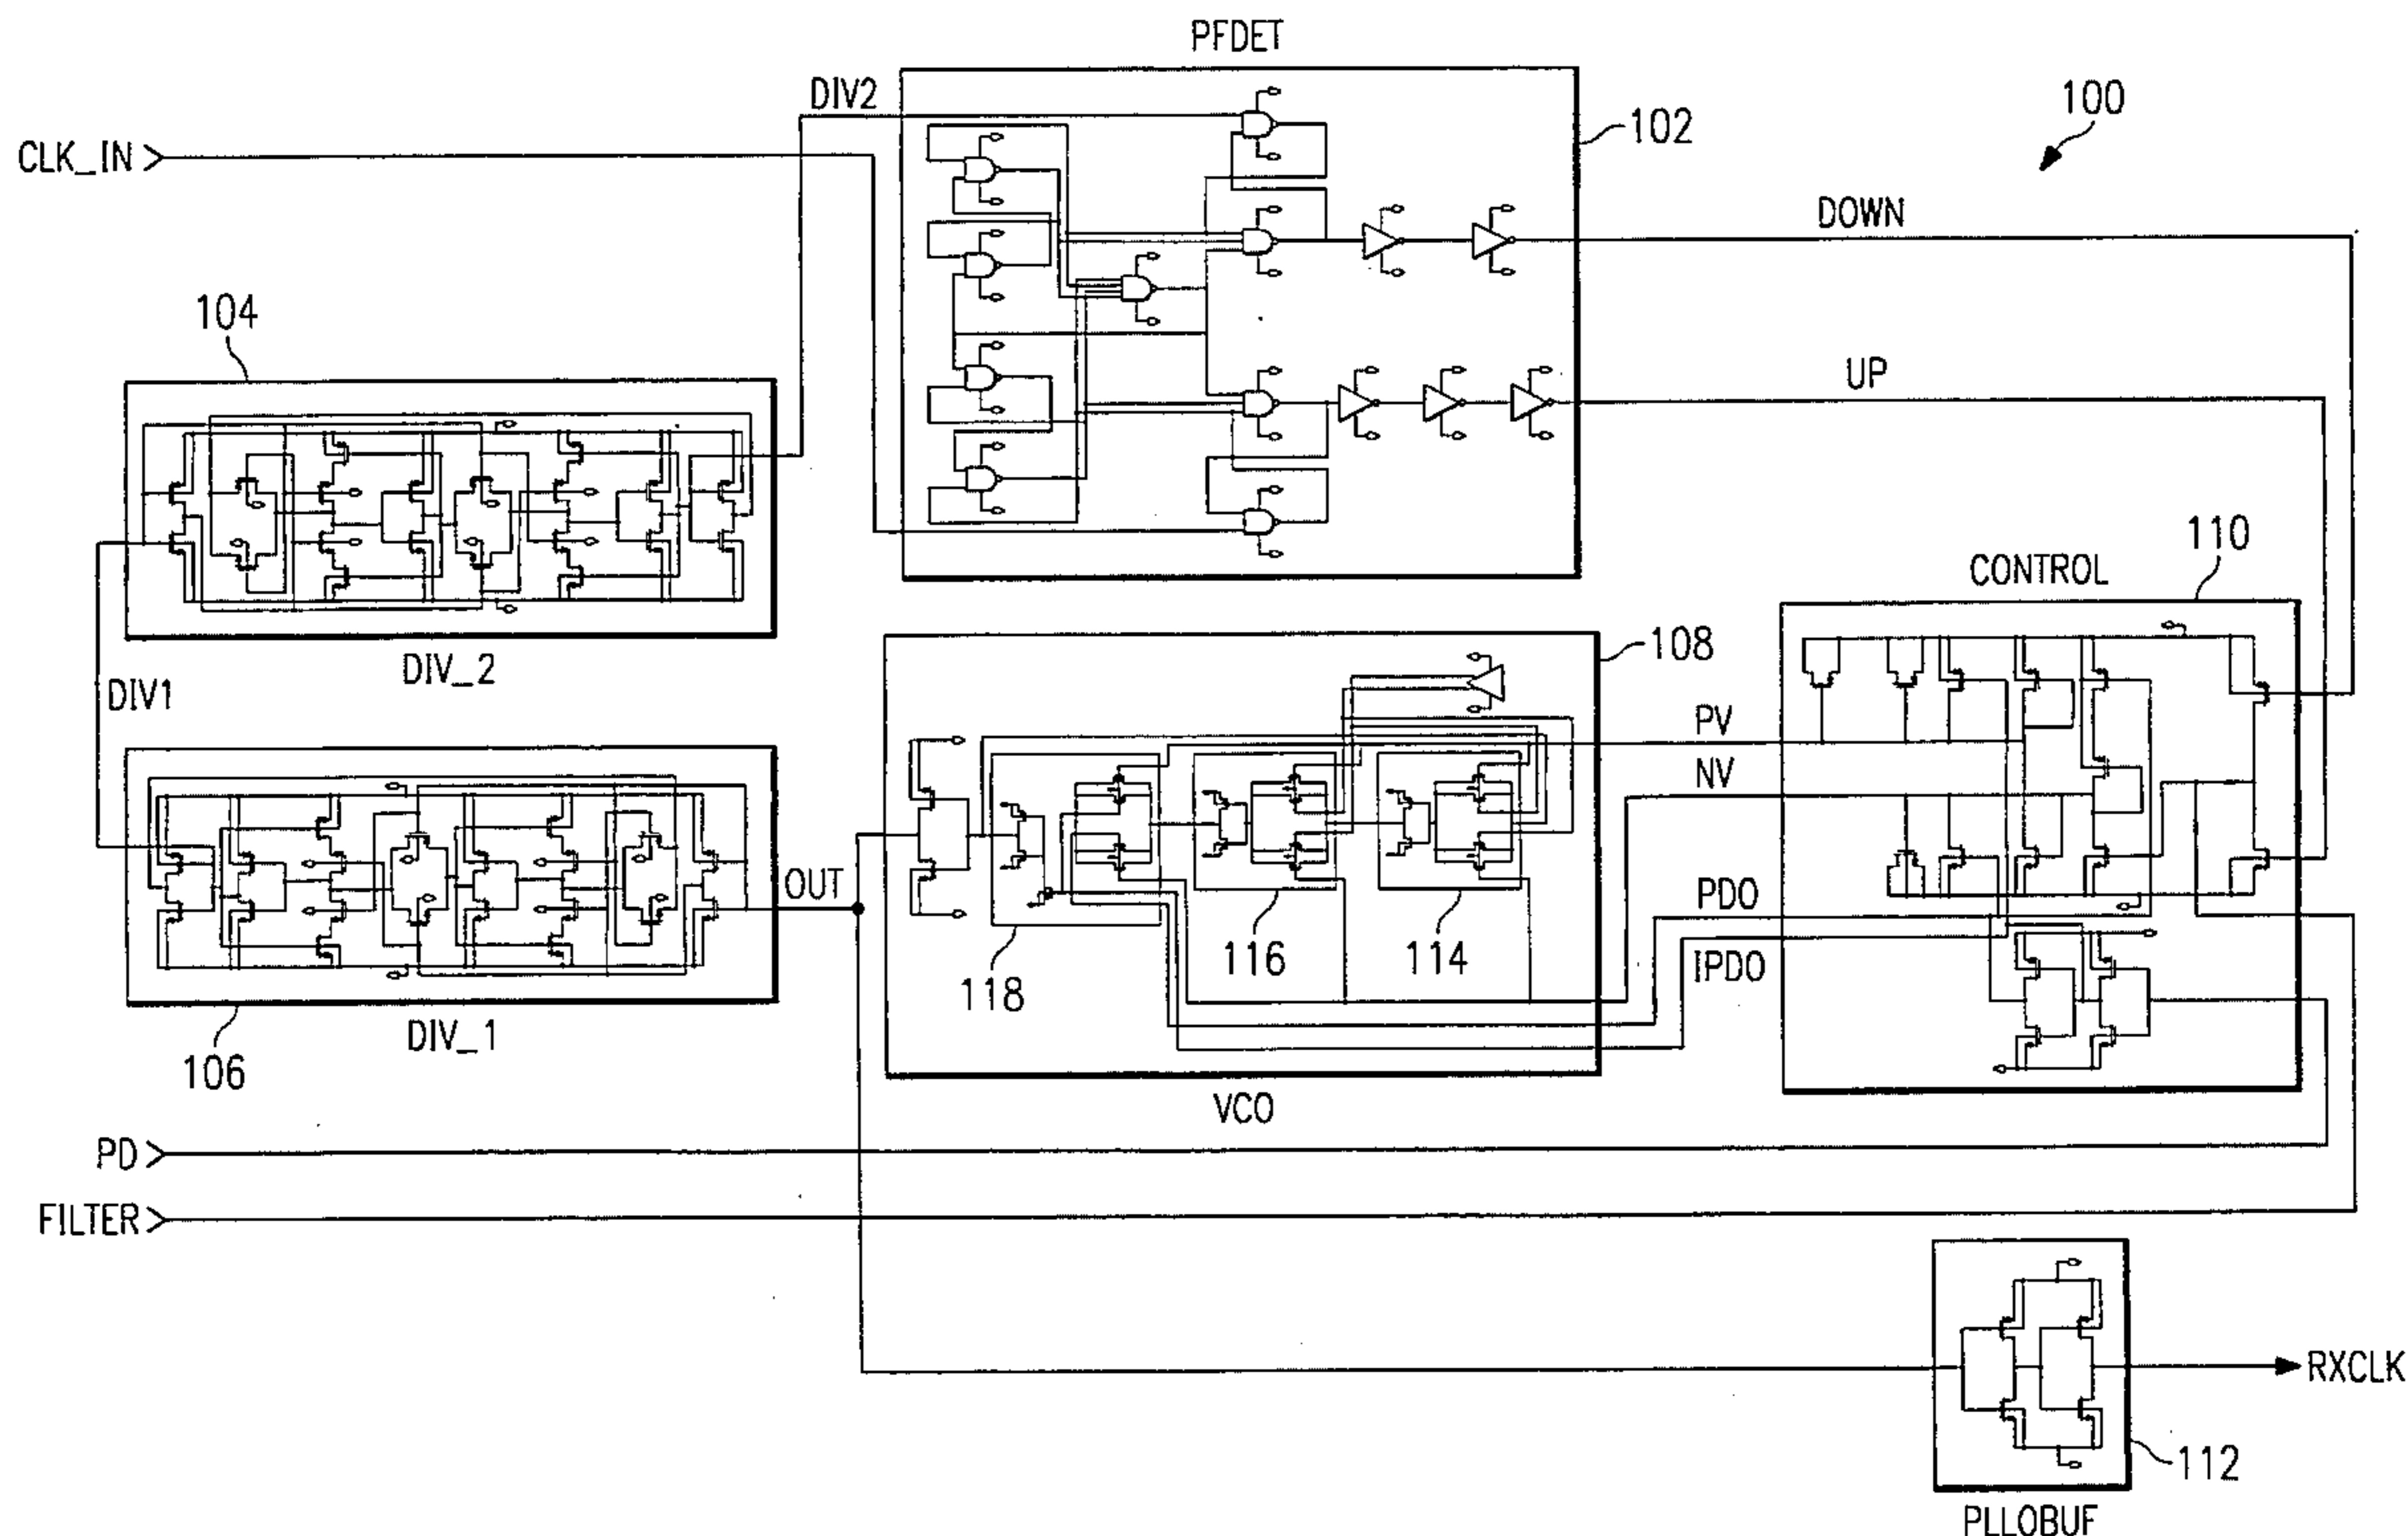 PFDET
DIV2
102
100
CLK_IN
DOWN
104
UP
110
CONTROL
DIV_2
108
DIV1
PV
NV
OUT
PDO
118
116
114
IPDO
106
DIV_1
VCO
PD
FILTER
RXCLK
112
PLLOBUF